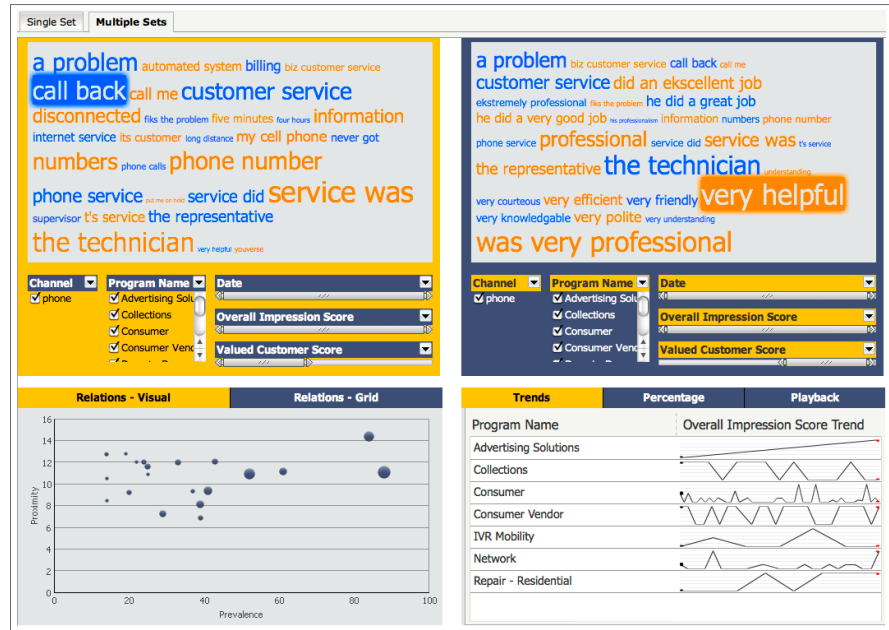 Single Set Multiple Sets
a problem automated system billing biz customer service
call back call me customer service
disconnected fiks the problem five minutes four hours information
internet service its customer long distance my cell phone never got
numbers phone calls phone number
phone service put me on hold service did service was
supervisor t's service the representative
the technician very helpful youverse
Channel Program Name Date
phone Advertising Solu
Collections
Overall Impression Score
Consumer
Consumer Venc
Valued Customer Score
a problem biz customer service call back call me
customer service did an ekscellent job
ekstremely professional fiks the problem he did a great job
he did a very good job his professionalism information numbers phone number
phone service professional service did service was t's service
the representative the technician understanding
very courteous very efficient very friendly very helpful
very knowledgable very polite very understanding
was very professional
Channel Program Name Date
phone Advertising Solu
Collections
Overall Impression Score
Consumer
Consumer Venc
Valued Customer Score
Relations - Visual Relations - Grid
16
14
12
10
8
6
4
2
0
Proximity
0 20 40 60 80 100
Prevalence
Trends Percentage Playback
Program Name Overall Impression Score Trend
Advertising Solutions
Collections
Consumer
Consumer Vendor
IVR Mobility
Network
Repair - Residential